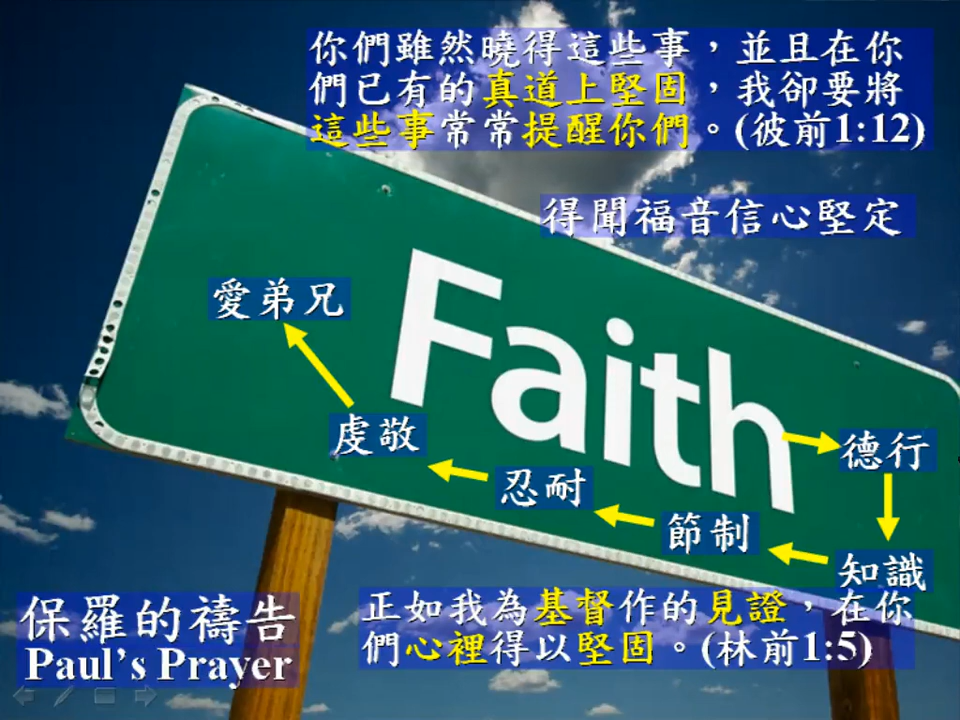 你們雖然曉得這些事，並且在你
們已有的真道上堅固，我卻要將
這些事常常提醒你們。(彼前1:12)
得聞福音信心堅定
Faith
德行
知識
節制
忍耐
虔敬
愛弟兄
正如我為基督作的見證，在你
們心裡得以堅固。(林前1:5)
保羅的禱告
Paul's Prayer